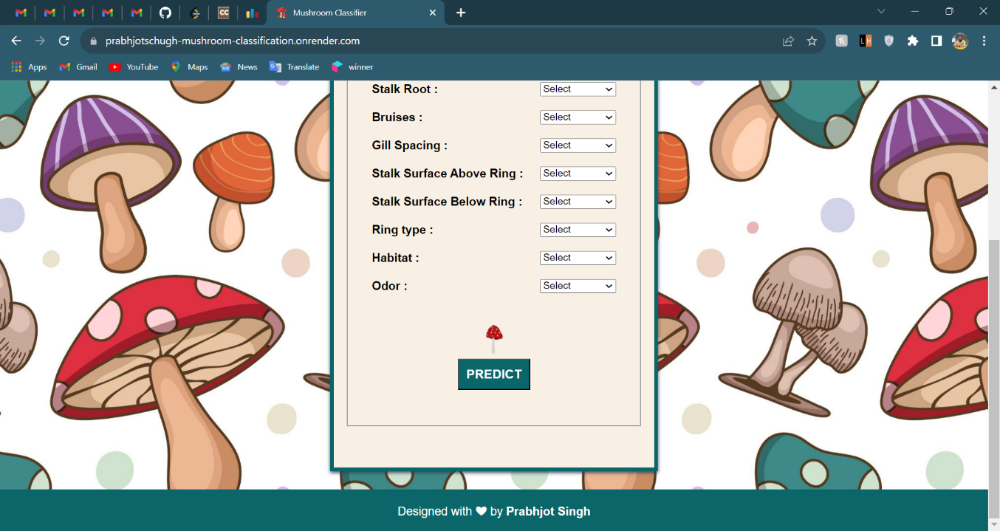 CC
Mushroom Classifier
prabhjotschugh-mushroom-classification.onrender.com
LH
Apps Gmail YouTube Maps News Translate winner
Stalk Root : Select
Bruises : Select
Gill Spacing : Select
Stalk Surface Above Ring : Select
Stalk Surface Below Ring : Select
Ring type : Select
Habitat : Select
Odor : Select
PREDICT
Designed with ♥ by Prabhjot Singh